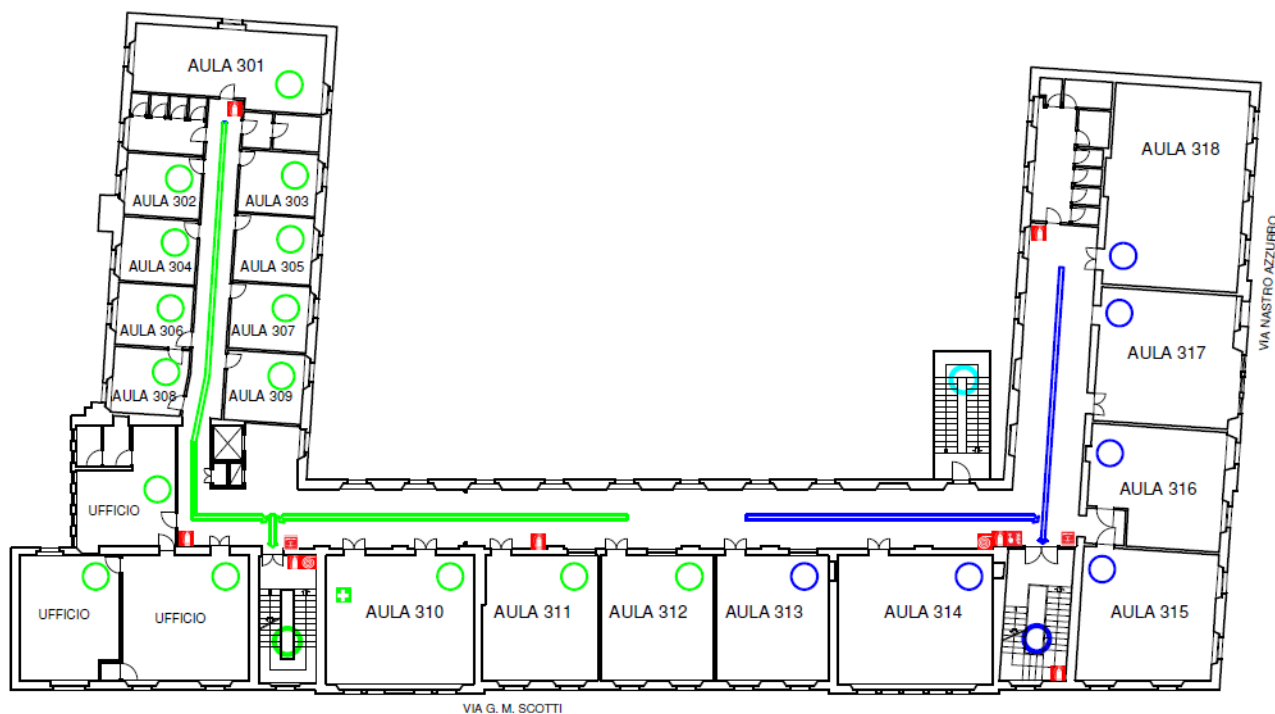 AULA 301
AULA 318
AULA 302
AULA 303
AULA 304
AULA 305
VIA NASTRO AZZURRO
AULA 306
AULA 307
AULA 317
AULA 308
AULA 309
AULA 316
UFFICIO
UFFICIO
UFFICIO
AULA 310
AULA 311
AULA 312
AULA 313
AULA 314
AULA 315
VIA G. M. SCOTTI